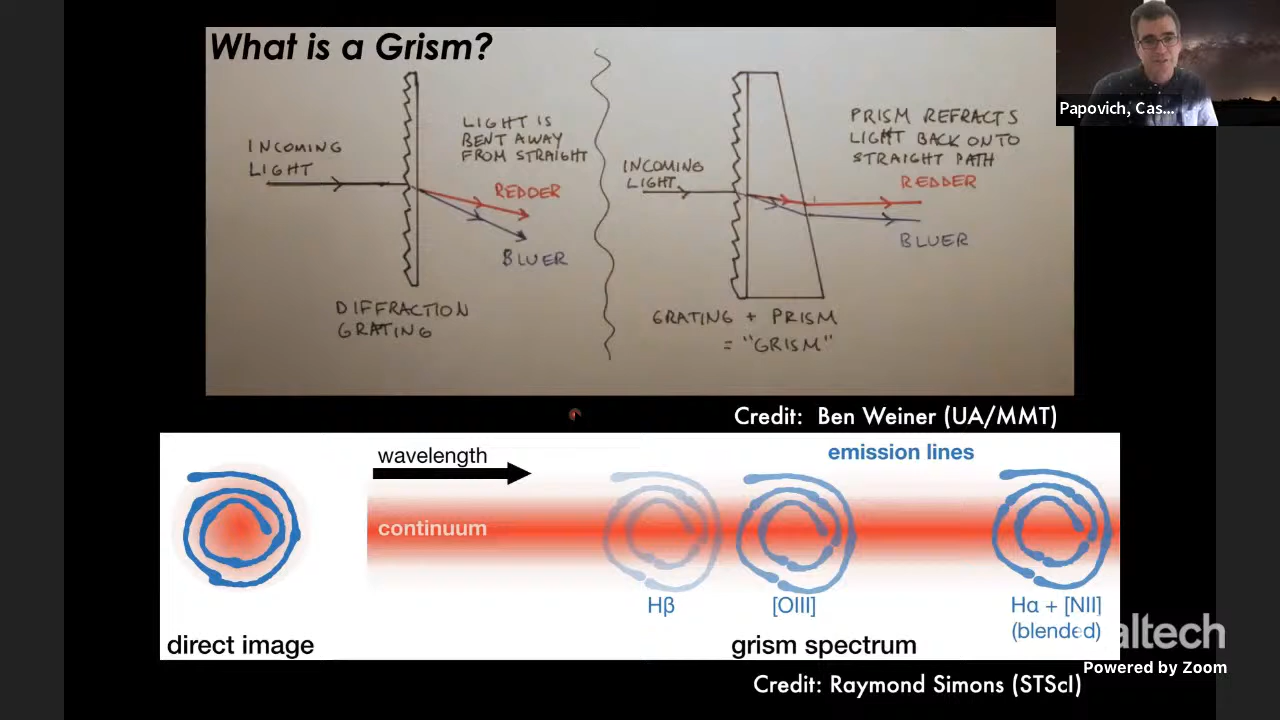 What is a Grism?
INCOMING
LIGHT
LIGHT IS
BENT AWAY
FROM STRAIGHT
REDDER
BLUER
DIFFRACTION
GRATING
INCOMING
LIGHT
PRISM REFRACTS
LIGHT BACK ONTO
STRAIGHT PATH
REDDER
BLUER
GRATING + PRISM
= "GRISM"
Papovich, Cas...
Credit: Ben Weiner (UA/MMT)
wavelength
emission lines
continuum
Hβ
[OIII]
Hα + [NII]
(blended)
direct image
grism spectrum
altech
Powered by Zoom
Credit: Raymond Simons (STScI)